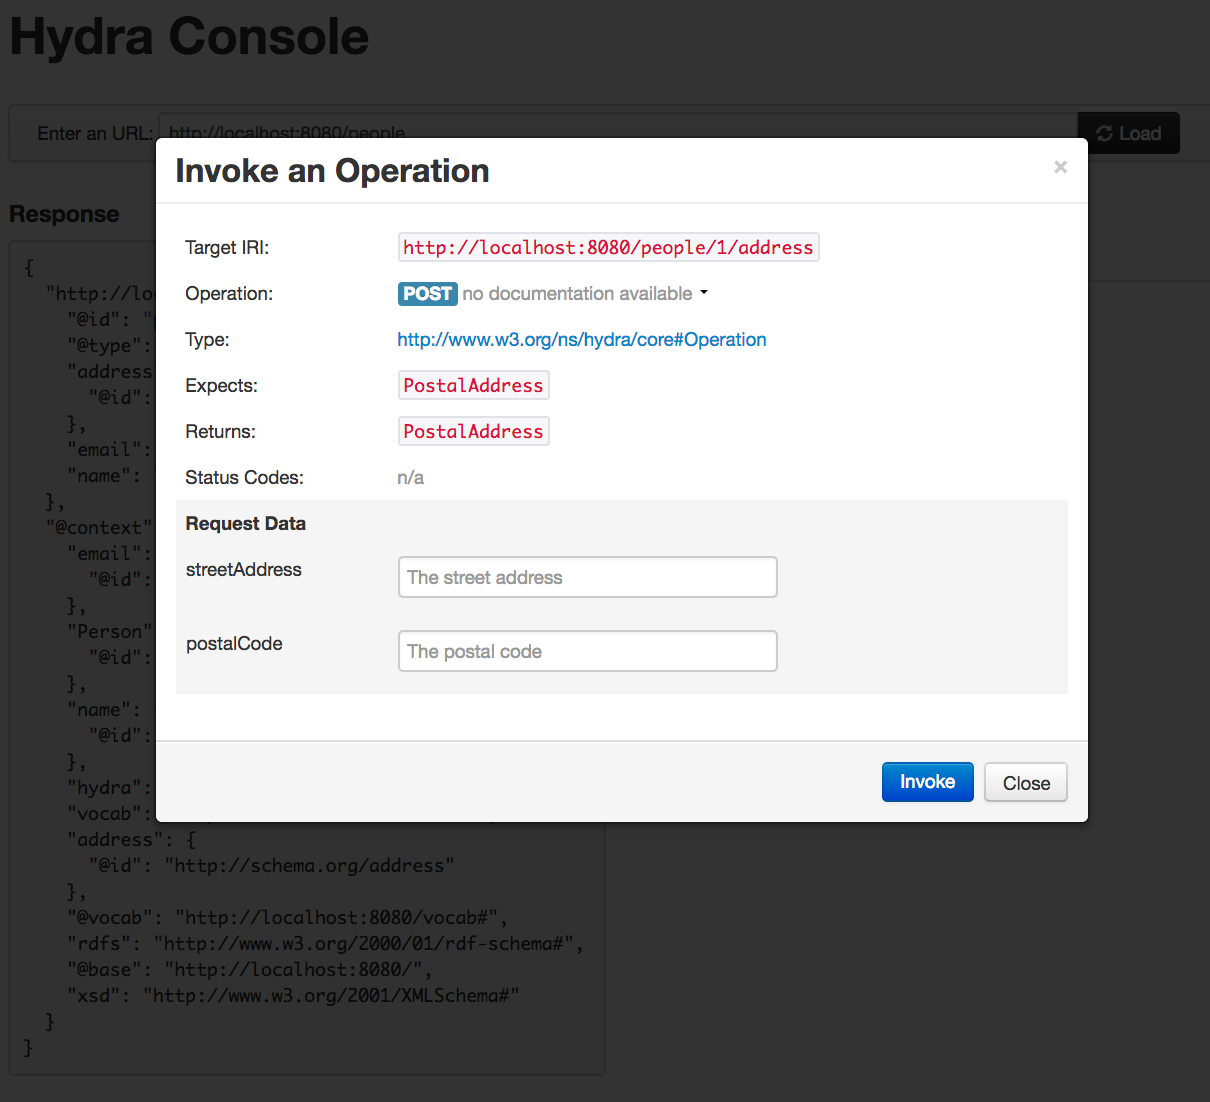 Hydra Console
Enter an URL: http://localhost:8080/people Load
Invoke an Operation ×
Response
Target IRI: http://localhost:8080/people/1/address
Operation: POST no documentation available
Type: http://www.w3.org/ns/hydra/core#Operation
Expects: PostalAddress
Returns: PostalAddress
Status Codes: n/a
Request Data
streetAddress The street address
postalCode The postal code
Invoke Close
{
"@id":
"@type":
"address
"@id":
},
"email":
"name":
},
"@context"
"email":
"@id":
},
"Person"
"@id":
},
"name":
"@id":
},
"hydra":
"vocab":
"address": {
"@id": "http://schema.org/address"
},
"@vocab": "http://localhost:8080/vocab#",
"rdfs": "http://www.w3.org/2000/01/rdf-schema#",
"@base": "http://localhost:8080/",
"xsd": "http://www.w3.org/2001/XMLSchema#"
}
}